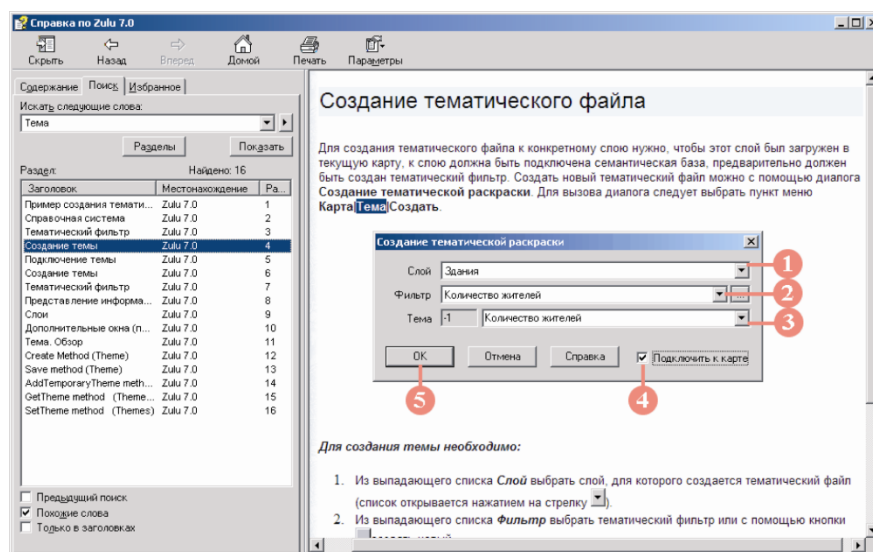 Справка по Zulu 7.0
Скрыть Назад Вперед Домой Печать Параметры
Содержание Поиск Избранное
Искать следующие слова:
Тема
Разделы Показать
Раздел: Найдено: 16
Заголовок Местонахождение Ра...
Пример создания темати... Zulu 7.0 1
Справочная система Zulu 7.0 2
Тематический фильтр Zulu 7.0 3
Создание темы Zulu 7.0 4
Подключение темы Zulu 7.0 5
Создание темы Zulu 7.0 6
Тематический фильтр Zulu 7.0 7
Представление информа... Zulu 7.0 8
Слои Zulu 7.0 9
Дополнительные окна (п... Zulu 7.0 10
Тема. Обзор Zulu 7.0 11
Create Method (Theme) Zulu 7.0 12
Save method (Theme) Zulu 7.0 13
AddTemporaryTheme meth... Zulu 7.0 14
GetTheme method (Theme... Zulu 7.0 15
SetTheme method (Themes) Zulu 7.0 16
Предыдущий поиск
Похожие слова
Только в заголовках
Создание тематического файла
Для создания тематического файла к конкретному слою нужно, чтобы этот слой был загружен в
текущую карту, к слою должна быть подключена семантическая база, предварительно должен
быть создан тематический фильтр. Создать новый тематический файл можно с помощью диалога
Создание тематической раскраски. Для вызова диалога следует выбрать пункт меню
Карта|Тема|Создать.
Создание тематической раскраски
Слой Здания 1
Фильтр Количество жителей ... 2
Тема -1 Количество жителей 3
OK Отмена Справка Подключить к карте
5 4
Для создания темы необходимо:
1. Из выпадающего списка Слой выбрать слой, для которого создается тематический файл
(список открывается нажатием на стрелку ).
2. Из выпадающего списка Фильтр выбрать тематический фильтр или с помощью кнопки